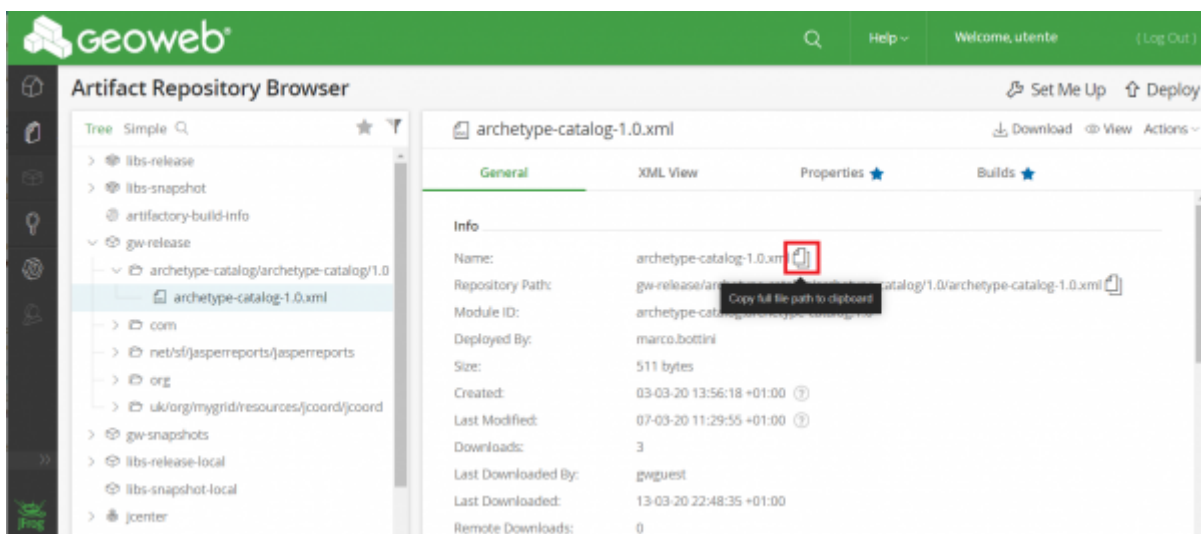 geoweb®
Help
Welcome, utente
(Log Out)
Artifact Repository Browser
Set Me Up
Deploy
Tree Simple
libs-release
libs-snapshot
artifactory-build-info
gw-release
archetype-catalog/archetype-catalog/1.0
archetype-catalog-1.0.xml
com
net/sf/jasperreports/jasperreports
org
uk/org/mygrid/resources/jcoord/jcoord
gw-snapshots
libs-release-local
libs-snapshot-local
jcenter
JFrog
archetype-catalog-1.0.xml
Download View Actions
General XML View Properties Builds
Info
Name: archetype-catalog-1.0.xml
Copy full file path to clipboard
Repository Path: gw-release/archetype-catalog/1.0/archetype-catalog-1.0.xml
Module ID: archetype-catalog
Deployed By: marco.bottini
Size: 511 bytes
Created: 03-03-20 13:56:18 +01:00
Last Modified: 07-03-20 11:29:55 +01:00
Downloads: 3
Last Downloaded By: gwguest
Last Downloaded: 13-03-20 22:48:35 +01:00
Remote Downloads: 0